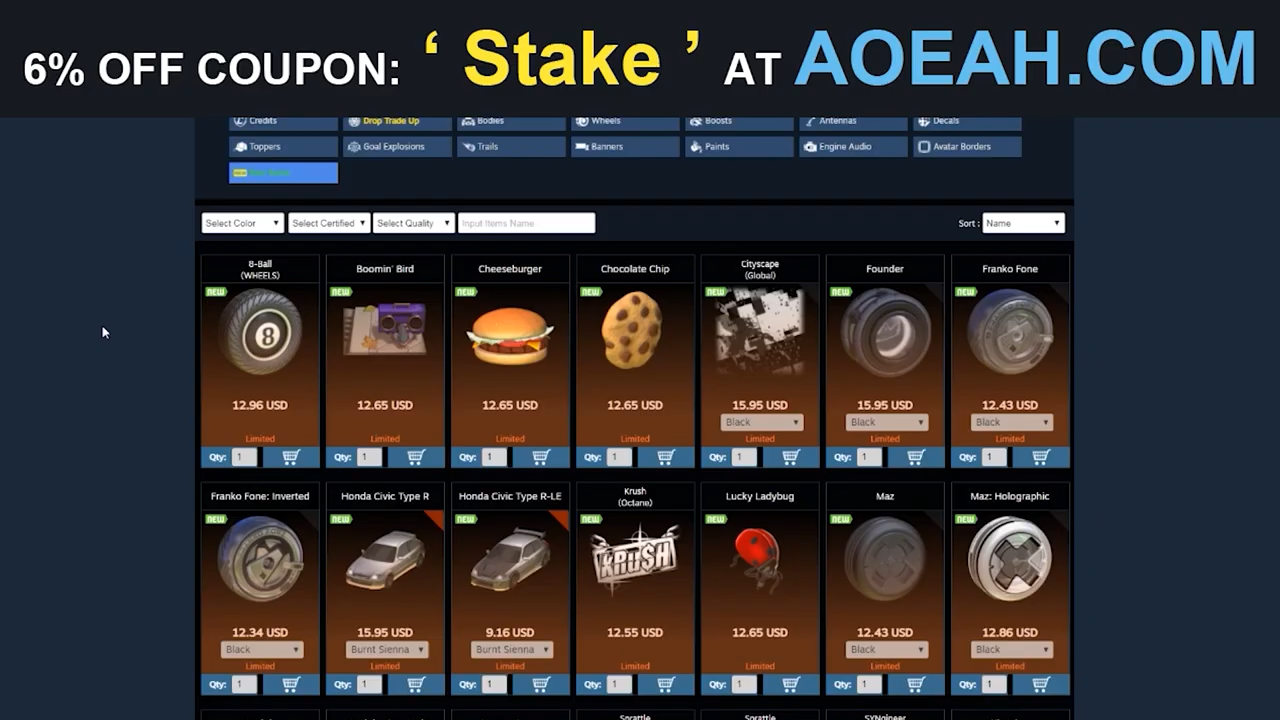 6% OFF COUPON: ‘ Stake ’ AT AOEAH.COM
Credits Drop Trade Up Bodies Wheels Boosts Antennas Decals
Toppers Goal Explosions Trails Banners Paints Engine Audio Avatar Borders
NEW
Select Color Select Certified Select Quality Input Items Name Sort : Name
8-Ball
(WHEELS)
Boomin' Bird
Cheeseburger
Chocolate Chip
Cityscape
(Global)
Founder
Franko Fone
NEW NEW NEW NEW NEW NEW NEW
8
12.96 USD 12.65 USD 12.65 USD 12.65 USD 15.95 USD 15.95 USD 12.43 USD
Black Black Black
Limited Limited Limited Limited Limited Limited
Qty: 1 Qty: 1 Qty: 1 Qty: 1 Qty: 1 Qty: 1 Qty: 1
Franko Fone: Inverted
Honda Civic Type R
Honda Civic Type R-LE
Krush
(Octane)
Lucky Ladybug
Maz
Maz: Holographic
NEW NEW NEW NEW NEW NEW NEW
KRU$H
12.34 USD 15.95 USD 9.16 USD 12.55 USD 12.65 USD 12.43 USD 12.86 USD
Black Burnt Sienna Burnt Sienna Black Black
Limited Limited Limited Limited Limited Limited Limited
Qty: 1 Qty: 1 Qty: 1 Qty: 1 Qty: 1 Qty: 1 Qty: 1
Sprattle Sprattle SYNgineer